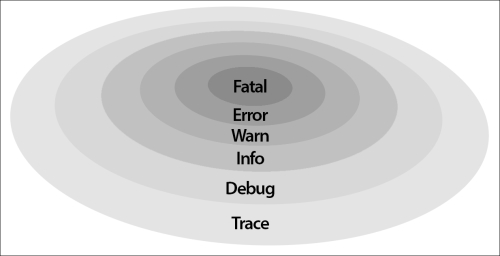 Fatal
Error
Warn
Info
Debug
Trace